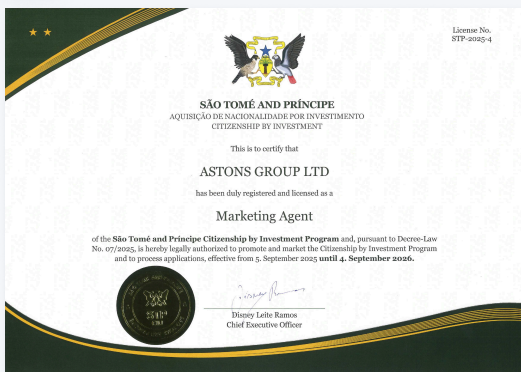 License No.
STP-2025-4
SÃO TOMÉ AND PRÍNCIPE
AQUISIÇÃO DE NACIONALIDADE POR INVESTIMENTO
CITIZENSHIP BY INVESTMENT
This is to certify that
ASTONS GROUP LTD
has been duly registered and licensed as a
Marketing Agent
of the São Tomé and Príncipe Citizenship by Investment Program and, pursuant to Decree-Law
No. 07/2025, is hereby legally authorized to promote and market the Citizenship by Investment Program
and to process applications, effective from 5. September 2025 until 4. September 2026.
Disney Leite Ramos
Chief Executive Officer